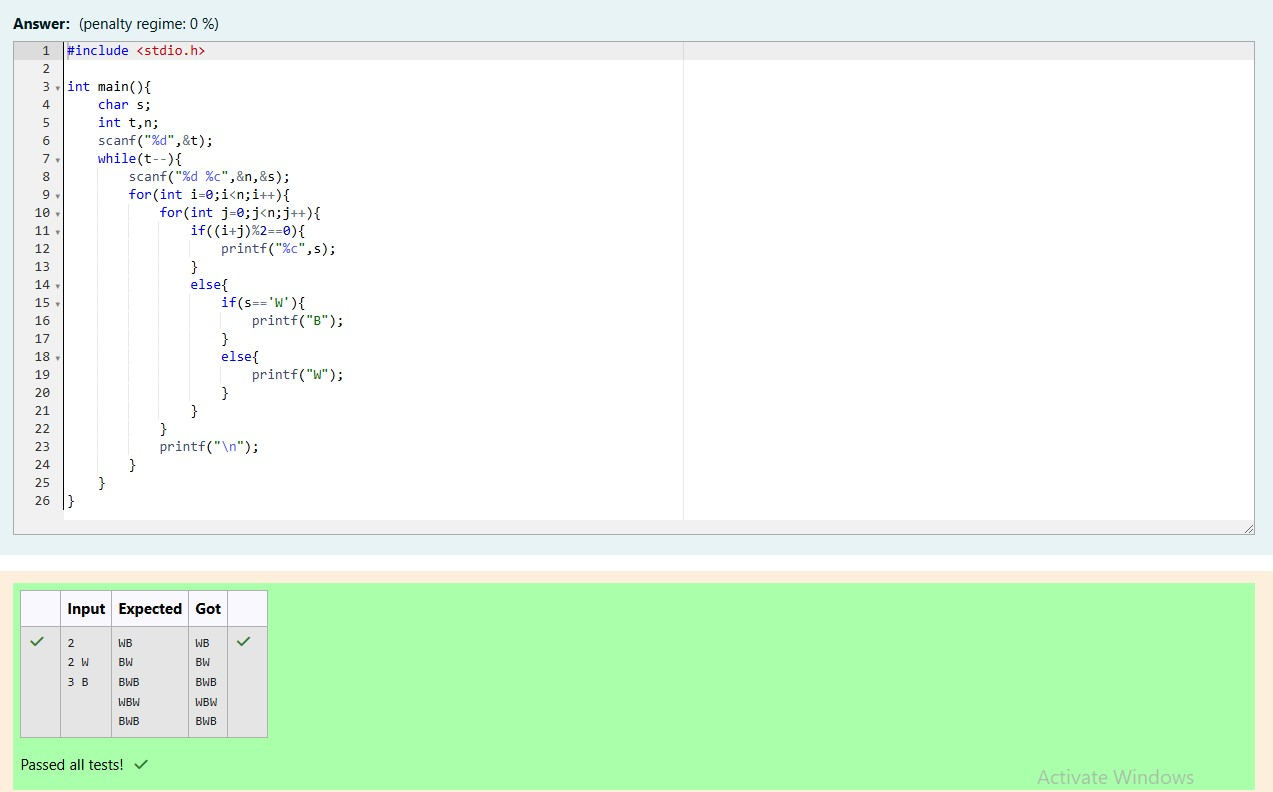 Answer: (penalty regime: 0 %)
1 #include <stdio.h>
2
3 int main(){
4     char s;
5     int t,n;
6     scanf("%d",&t);
7     while(t--){
8         scanf("%d %c",&n,&s);
9         for(int i=0;i<n;i++){
10             for(int j=0;j<n;j++){
11                 if((i+j)%2==0){
12                     printf("%c",s);
13                 }
14                 else{
15                     if(s=='W'){
16                         printf("B");
17                     }
18                     else{
19                         printf("W");
20                     }
21                 }
22             }
23             printf("\n");
24         }
25     }
26 }
Input Expected Got
2 WB WB
2 W BW BW
3 B BWB BWB
WBW WBW
BWB BWB
Passed all tests!
Activate Windows